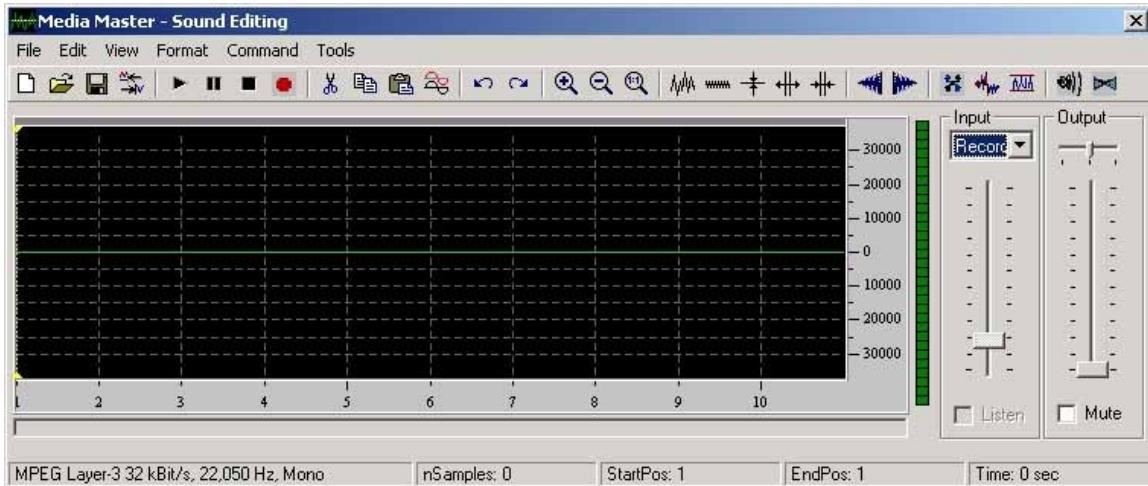 Media Master - Sound Editing
File Edit View Format Command Tools
Input
Output
Record
30000
20000
10000
0
10000
20000
30000
1 2 3 4 5 6 7 8 9 10
Listen
Mute
MPEG Layer-3 32 kBit/s, 22,050 Hz, Mono
nSamples: 0
StartPos: 1
EndPos: 1
Time: 0 sec